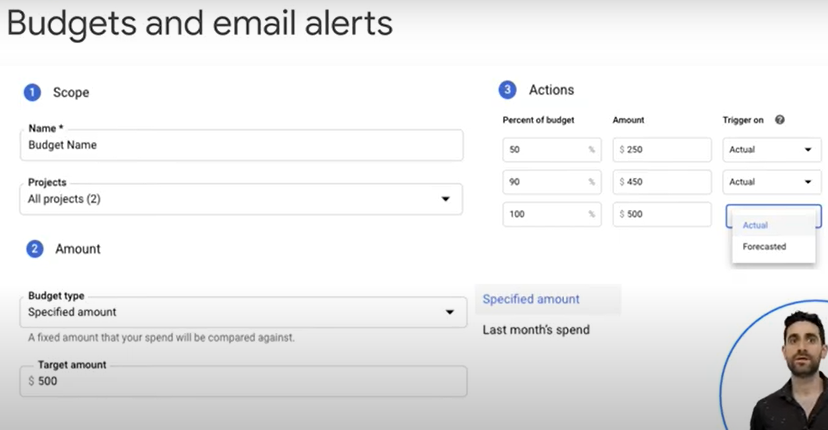 Budgets and email alerts
1 Scope
Name *
Budget Name
Projects
All projects (2)
2 Amount
Budget type
Specified amount
A fixed amount that your spend will be compared against.
Target amount
$ 500
Specified amount
Last month's spend
3 Actions
Percent of budget Amount Trigger on ?
50 % $ 250 Actual
90 % $ 450 Actual
100 % $ 500
Actual
Forecasted